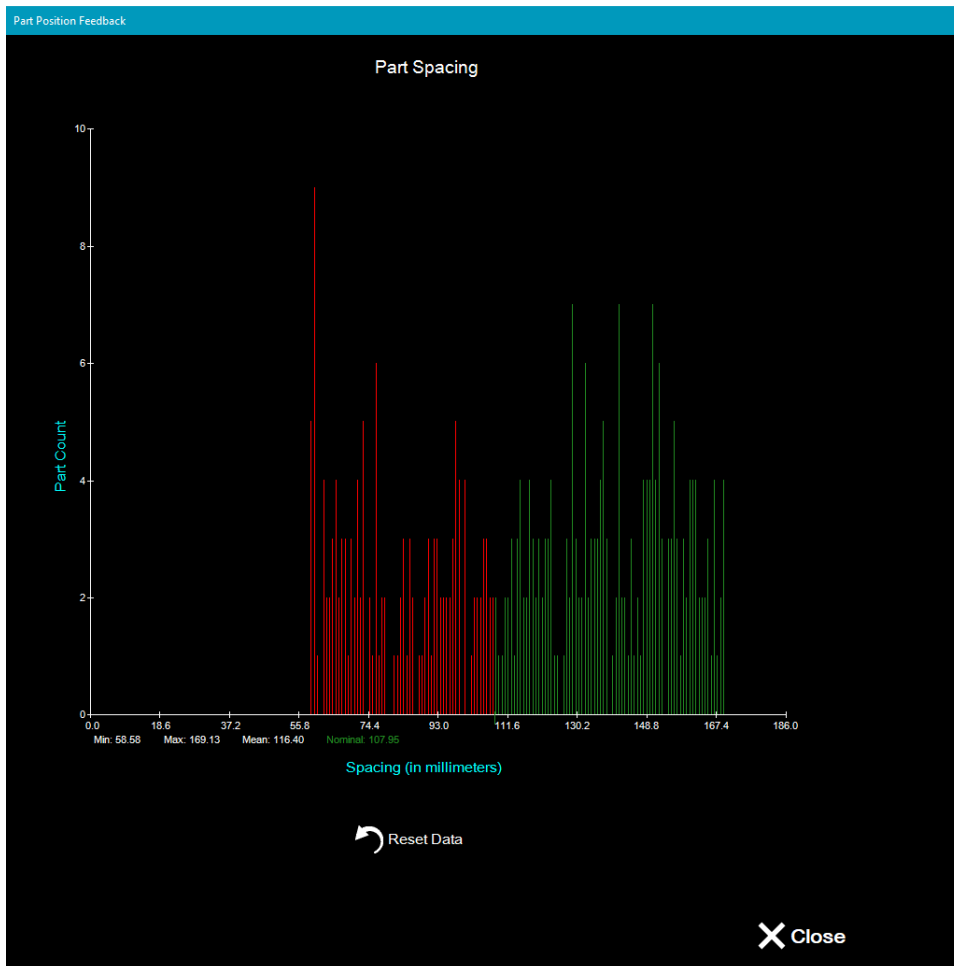 Part Position Feedback
Part Spacing
10
8
6
4
2
0
Part Count
0.0 18.6 37.2 55.8 74.4 93.0 111.6 130.2 148.8 167.4 186.0
Min: 58.58 Max: 169.13 Mean: 116.40 Nominal: 107.95
Spacing (in millimeters)
Reset Data
Close